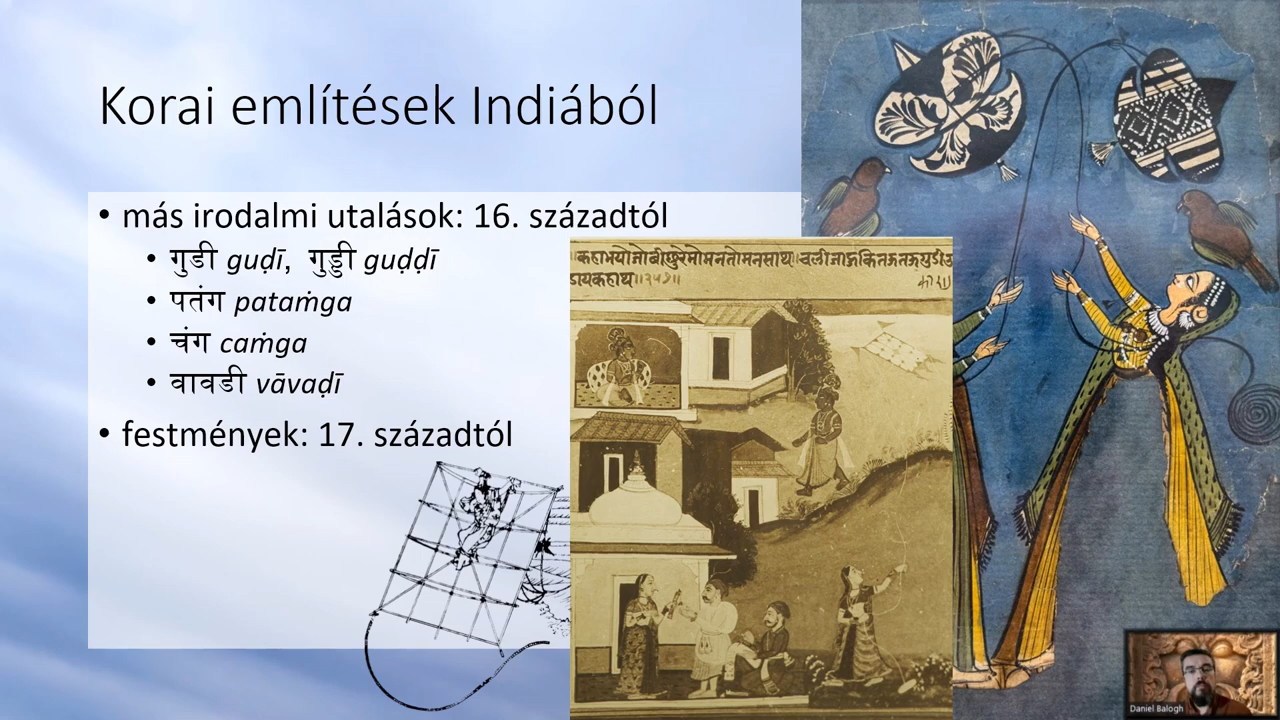 Korai említések Indiából
• más irodalmi utalások: 16. századtól
• गुडी guḍī, गुड्डी guḍḍī
• पतंग pataṁga
• चंग caṁga
• वावडी vāvaḍī
• festmények: 17. századtól
Daniel Balogh